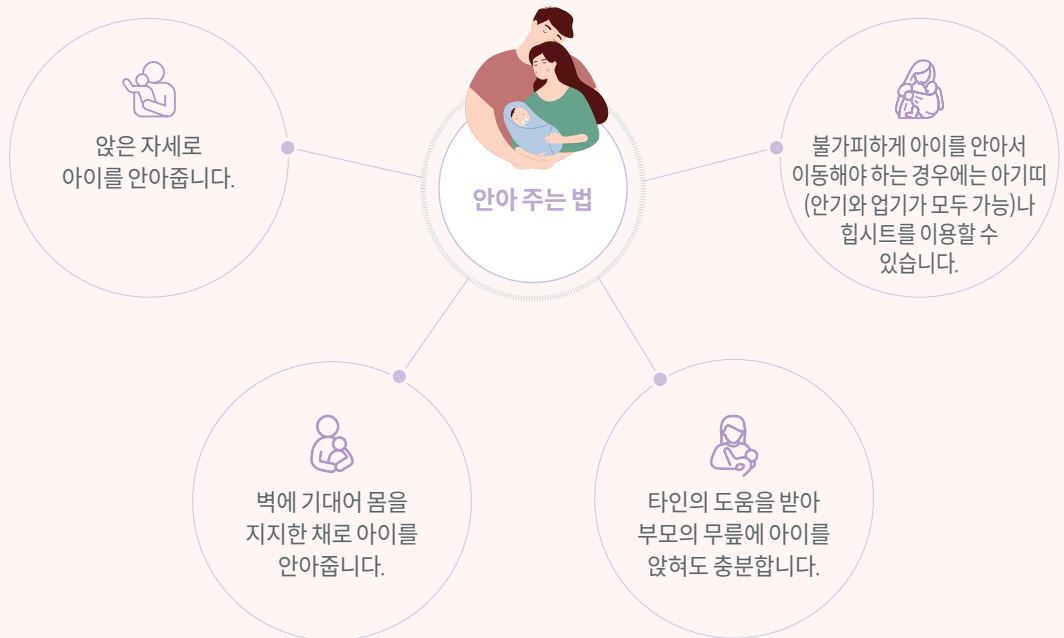 안아 주는 법
앉은 자세로
아이를 안아줍니다.
불가피하게 아이를 안아서
이동해야 하는 경우에는 아기띠
(안기와 업기가 모두 가능)나
힙시트를 이용할 수
있습니다.
벽에 기대어 몸을
지지한 채로 아이를
안아줍니다.
타인의 도움을 받아
부모의 무릎에 아이를
앉혀도 충분합니다.